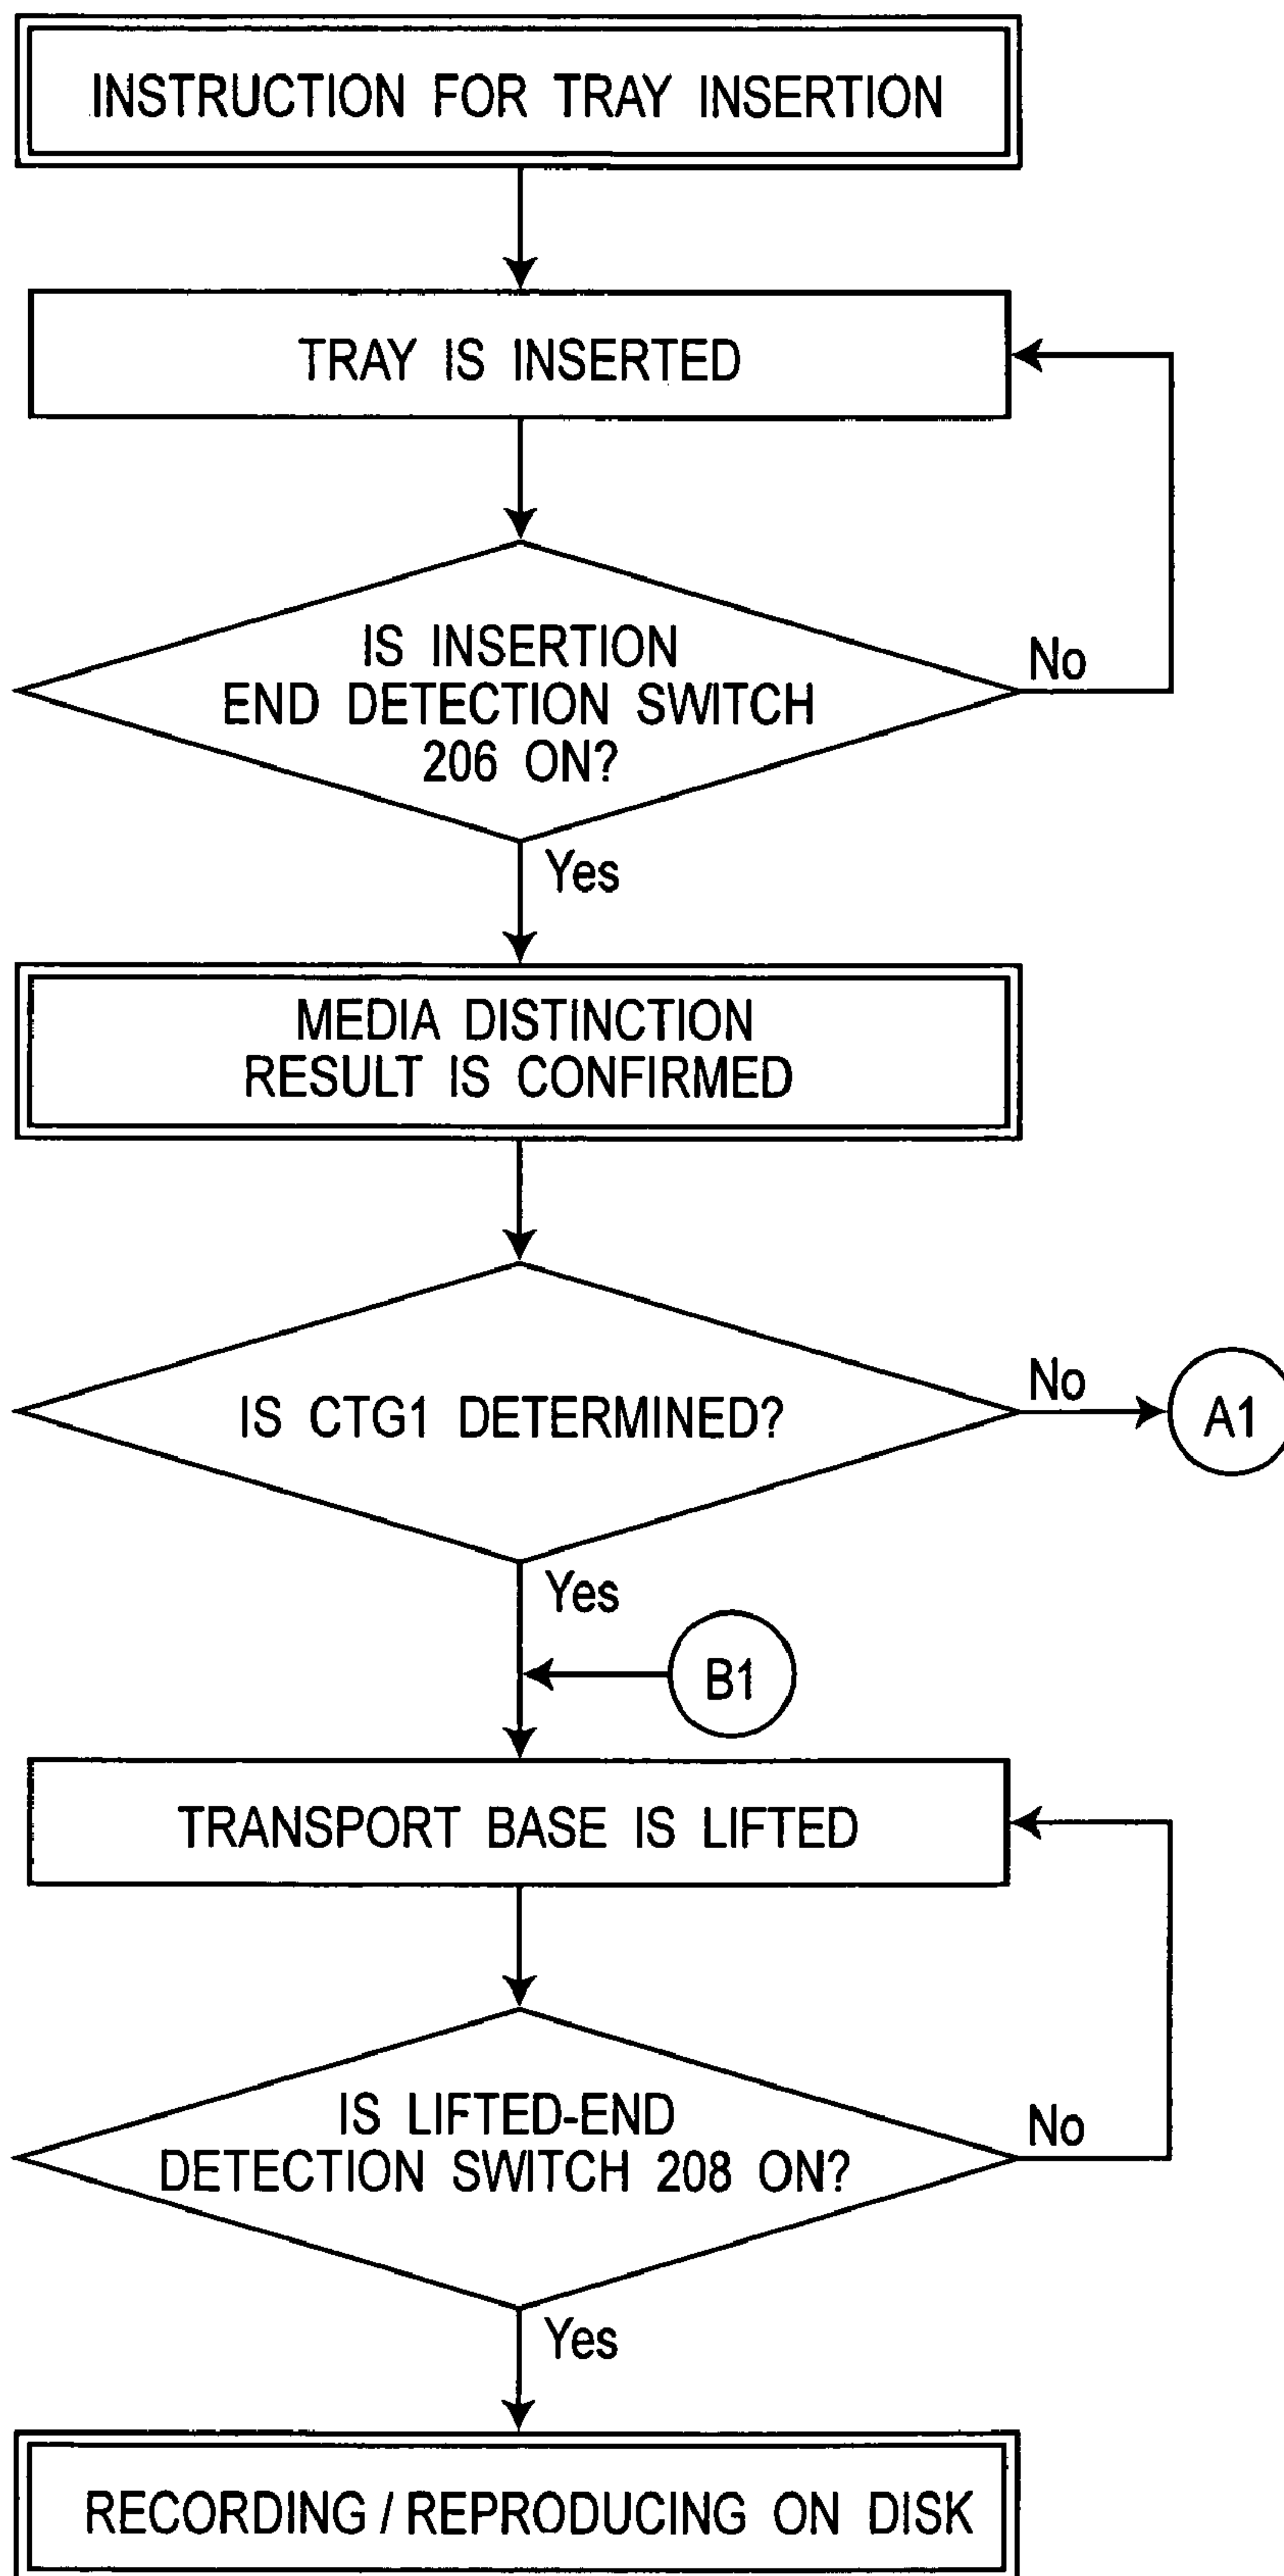 INSTRUCTION FOR TRAY INSERTION
TRAY IS INSERTED
IS INSERTION
END DETECTION SWITCH
206 ON?
No
Yes
MEDIA DISTINCTION
RESULT IS CONFIRMED
IS CTG1 DETERMINED?
No
A1
Yes
B1
TRANSPORT BASE IS LIFTED
IS LIFTED-END
DETECTION SWITCH 208 ON?
No
Yes
RECORDING / REPRODUCING ON DISK